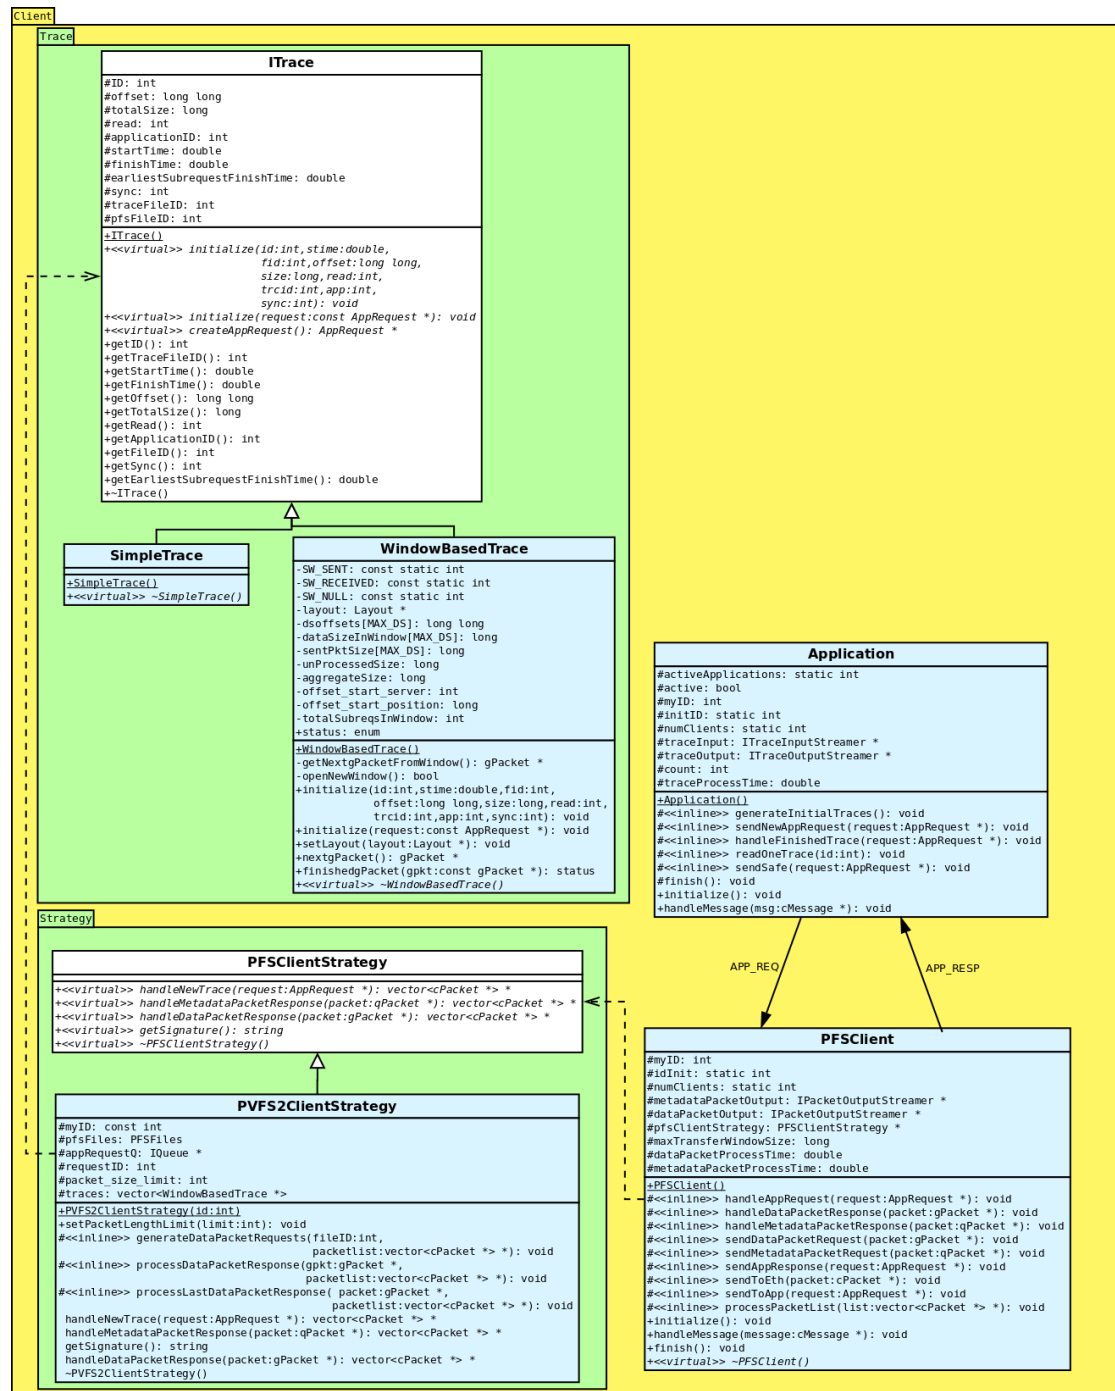 Client
Trace
ITrace
#ID: int
#offset: long long
#totalSize: long
#read: int
#applicationID: int
#startTime: double
#finishTime: double
#earliestSubrequestFinishTime: double
#sync: int
#traceFileID: int
#pfsFileID: int
+ITrace()
+<<virtual>> initialize(id:int,stime:double,
fid:int,offset:long long,
size:long,read:int,
trcid:int,app:int,
sync:int): void
+<<virtual>> initialize(request:const AppRequest *): void
+<<virtual>> createAppRequest(): AppRequest *
+getID(): int
+getTraceFileID(): int
+getStartTime(): double
+getFinishTime(): double
+getOffset(): long long
+getTotalSize(): long
+getRead(): int
+getApplicationID(): int
+getFileID(): int
+getSync(): int
+getEarliestSubrequestFinishTime(): double
+~ITrace()
SimpleTrace
+SimpleTrace()
+<<virtual>> ~SimpleTrace()
WindowBasedTrace
-SW_SENT: const static int
-SW_RECEIVED: const static int
-SW_NULL: const static int
-layout: Layout *
-dsoffsets[MAX_DS]: long long
-dataSizeInWindow[MAX_DS]: long
-sentPktSize[MAX_DS]: long
-unProcessedSize: long
-aggregateSize: long
-offset_start_server: int
-offset_start_position: long
-totalSubreqsInWindow: int
+status: enum
+WindowBasedTrace()
-getNextgPacketFromWindow(): gPacket *
-openNewWindow(): bool
+initialize(id:int,stime:double,fid:int,
offset:long long,size:long,read:int,
trcid:int,app:int,sync:int): void
+initialize(request:const AppRequest *): void
+setLayout(layout:Layout *): void
+nextgPacket(): gPacket *
+finishedgPacket(gpkt:const gPacket *): status
+<<virtual>> ~WindowBasedTrace()
Application
#activeApplications: static int
#active: bool
#myID: int
#initID: static int
#numClients: static int
#traceInput: ITraceInputStreamer *
#traceOutput: ITraceOutputStreamer *
#count: int
#traceProcessTime: double
+Application()
#<<inline>> generateInitialTraces(): void
#<<inline>> sendNewAppRequest(request:AppRequest *): void
#<<inline>> handleFinishedTrace(request:AppRequest *): void
#<<inline>> readOneTrace(id:int): void
#<<inline>> sendSafe(request:AppRequest *): void
#finish(): void
+initialize(): void
+handleMessage(msg:cMessage *): void
APP_REQ
APP_RESP
Strategy
PFSClientStrategy
+<<virtual>> handleNewTrace(request:AppRequest *): vector<cPacket *> *
+<<virtual>> handleMetadataPacketResponse(packet:qPacket *): vector<cPacket *> *
+<<virtual>> handleDataPacketResponse(packet:gPacket *): vector<cPacket *> *
+<<virtual>> getSignature(): string
+<<virtual>> ~PFSClientStrategy()
PVFS2ClientStrategy
#myID: const int
#pfsFiles: PFSFiles
#appRequestQ: IQueue *
#requestID: int
#packet_size_limit: int
#traces: vector<WindowBasedTrace *>
+PVFS2ClientStrategy(id:int)
+setPacketLengthLimit(limit:int): void
#<<inline>> generateDataPacketRequests(fileID:int,
packetlist:vector<cPacket *> *): void
#<<inline>> processDataPacketResponse(gpkt:gPacket *,
packetlist:vector<cPacket *> *): void
#<<inline>> processLastDataPacketResponse( packet:gPacket *,
packetlist:vector<cPacket *> *): void
handleNewTrace(request:AppRequest *): vector<cPacket *> *
handleMetadataPacketResponse(packet:qPacket *): vector<cPacket *> *
getSignature(): string
handleDataPacketResponse(packet:gPacket *): vector<cPacket *> *
~PVFS2ClientStrategy()
PFSClient
#myID: int
#idInit: static int
#numClients: static int
#metadataPacketOutput: IPacketOutputStreamer *
#dataPacketOutput: IPacketOutputStreamer *
#pfsClientStrategy: PFSClientStrategy *
#maxTransferWindowSize: long
#dataPacketProcessTime: double
#metadataPacketProcessTime: double
+PFSClient()
#<<inline>> handleAppRequest(request:AppRequest *): void
#<<inline>> handleDataPacketResponse(packet:gPacket *): void
#<<inline>> handleMetadataPacketResponse(packet:qPacket *): void
#<<inline>> sendDataPacketRequest(packet:gPacket *): void
#<<inline>> sendMetadataPacketRequest(packet:qPacket *): void
#<<inline>> sendAppResponse(request:AppRequest *): void
#<<inline>> sendToEth(packet:cPacket *): void
#<<inline>> sendToApp(request:AppRequest *): void
#<<inline>> processPacketList(list:vector<cPacket *> *): void
+initialize(): void
+handleMessage(message:cMessage *): void
+finish(): void
+<<virtual>> ~PFSClient()